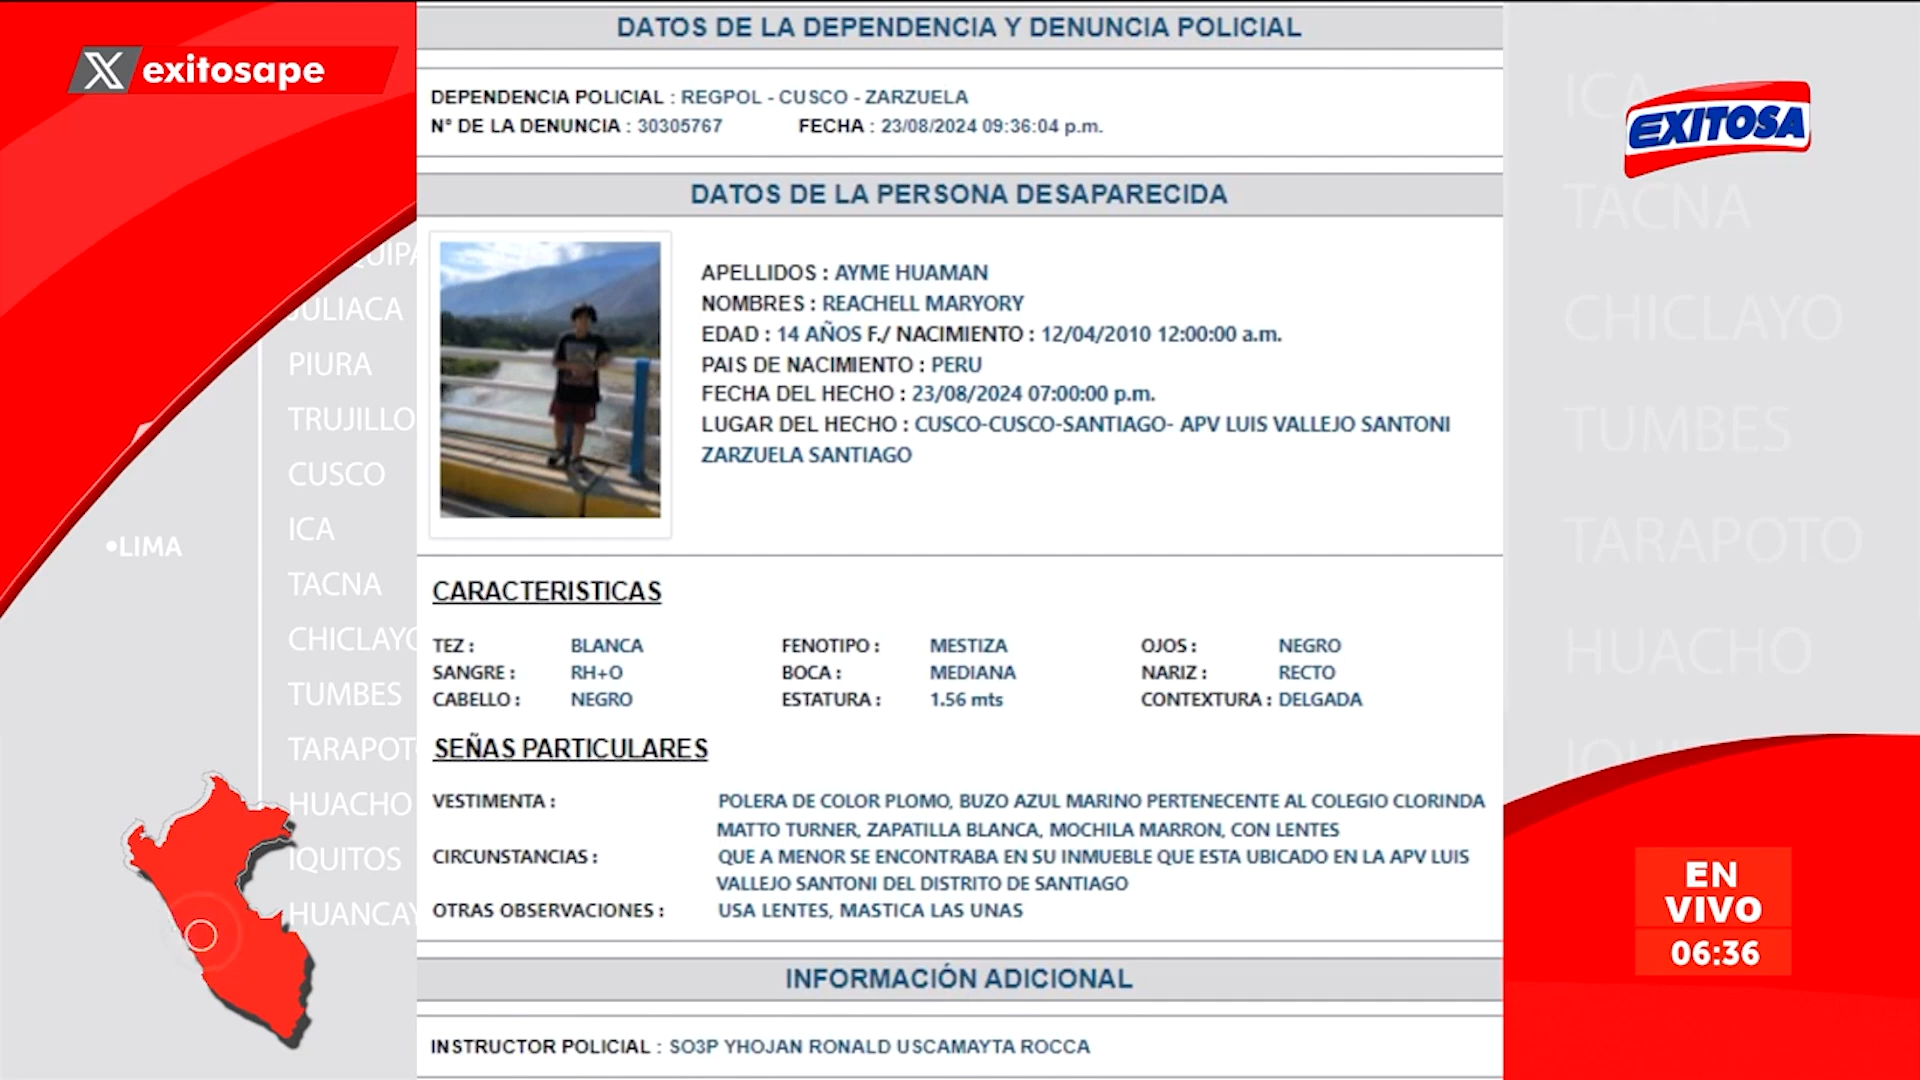 exitosape
EXITOSA
DATOS DE LA DEPENDENCIA Y DENUNCIA POLICIAL
DEPENDENCIA POLICIAL : REGPOL - CUSCO - ZARZUELA
N° DE LA DENUNCIA : 30305767 FECHA : 23/08/2024 09:36:04 p.m.
DATOS DE LA PERSONA DESAPARECIDA
APELLIDOS : AYME HUAMAN
NOMBRES : REACHELL MARYORY
EDAD : 14 AÑOS F./ NACIMIENTO : 12/04/2010 12:00:00 a.m.
PAIS DE NACIMIENTO : PERU
FECHA DEL HECHO : 23/08/2024 07:00:00 p.m.
LUGAR DEL HECHO : CUSCO-CUSCO-SANTIAGO- APV LUIS VALLEJO SANTONI
ZARZUELA SANTIAGO
CARACTERISTICAS
TEZ : BLANCA FENOTIPO : MESTIZA OJOS : NEGRO
SANGRE : RH+O BOCA : MEDIANA NARIZ : RECTO
CABELLO : NEGRO ESTATURA : 1.56 mts CONTEXTURA : DELGADA
SEÑAS PARTICULARES
VESTIMENTA : POLERA DE COLOR PLOMO, BUZO AZUL MARINO PERTENECENTE AL COLEGIO CLORINDA
MATTO TURNER, ZAPATILLA BLANCA, MOCHILA MARRON, CON LENTES
CIRCUNSTANCIAS : QUE A MENOR SE ENCONTRABA EN SU INMUEBLE QUE ESTA UBICADO EN LA APV LUIS
VALLEJO SANTONI DEL DISTRITO DE SANTIAGO
OTRAS OBSERVACIONES : USA LENTES, MASTICA LAS UNAS
INFORMACIÓN ADICIONAL
INSTRUCTOR POLICIAL : SO3P YHOJAN RONALD USCAMAYTA ROCCA
JULIACA
PIURA
TRUJILLO
CUSCO
ICA
TACNA
CHICLAYO
TUMBES
TARAPOTO
HUACHO
IQUITOS
HUANCAY
•LIMA
ICA
TACNA
CHICLAYO
TUMBES
TARAPOTO
HUACHO
EN
VIVO
06:36